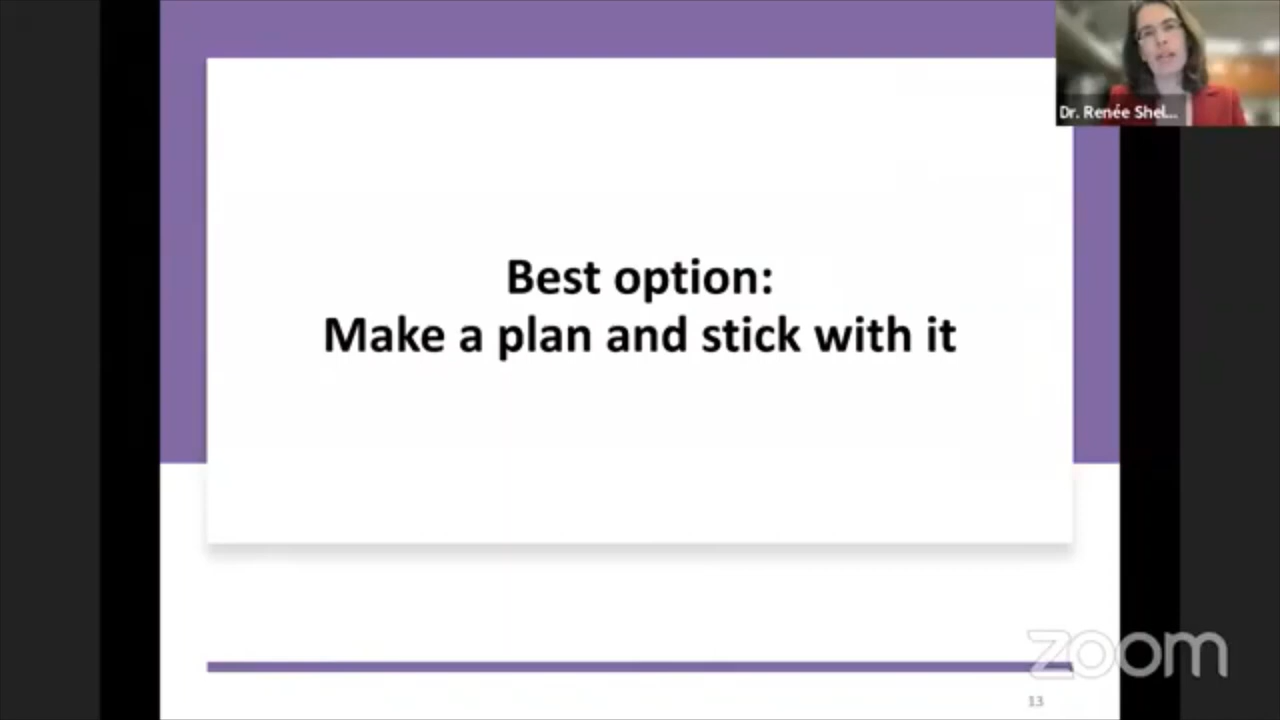 Dr. Renée Shel...
Best option:
Make a plan and stick with it
zoom
13